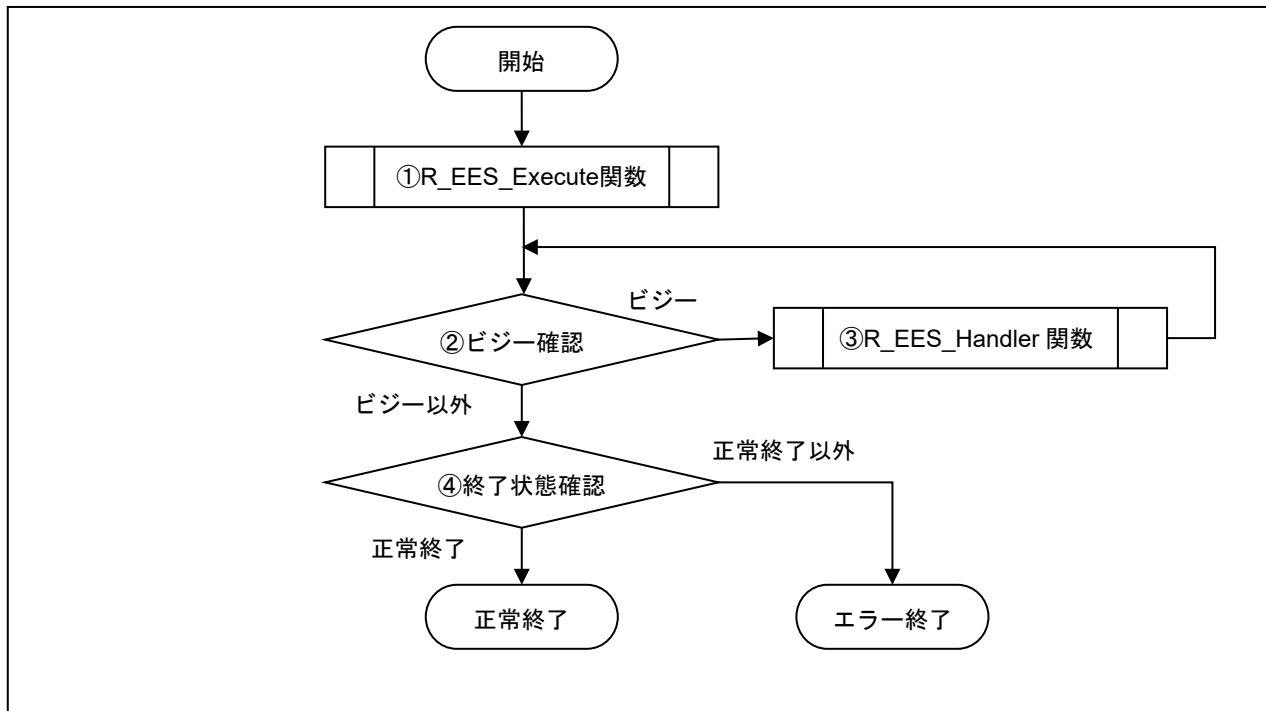 開始
①R_EES_Execute関数
ビジー
②ビジー確認
③R_EES_Handler 関数
ビジー以外
正常終了以外
④終了状態確認
正常終了
正常終了
エラー終了